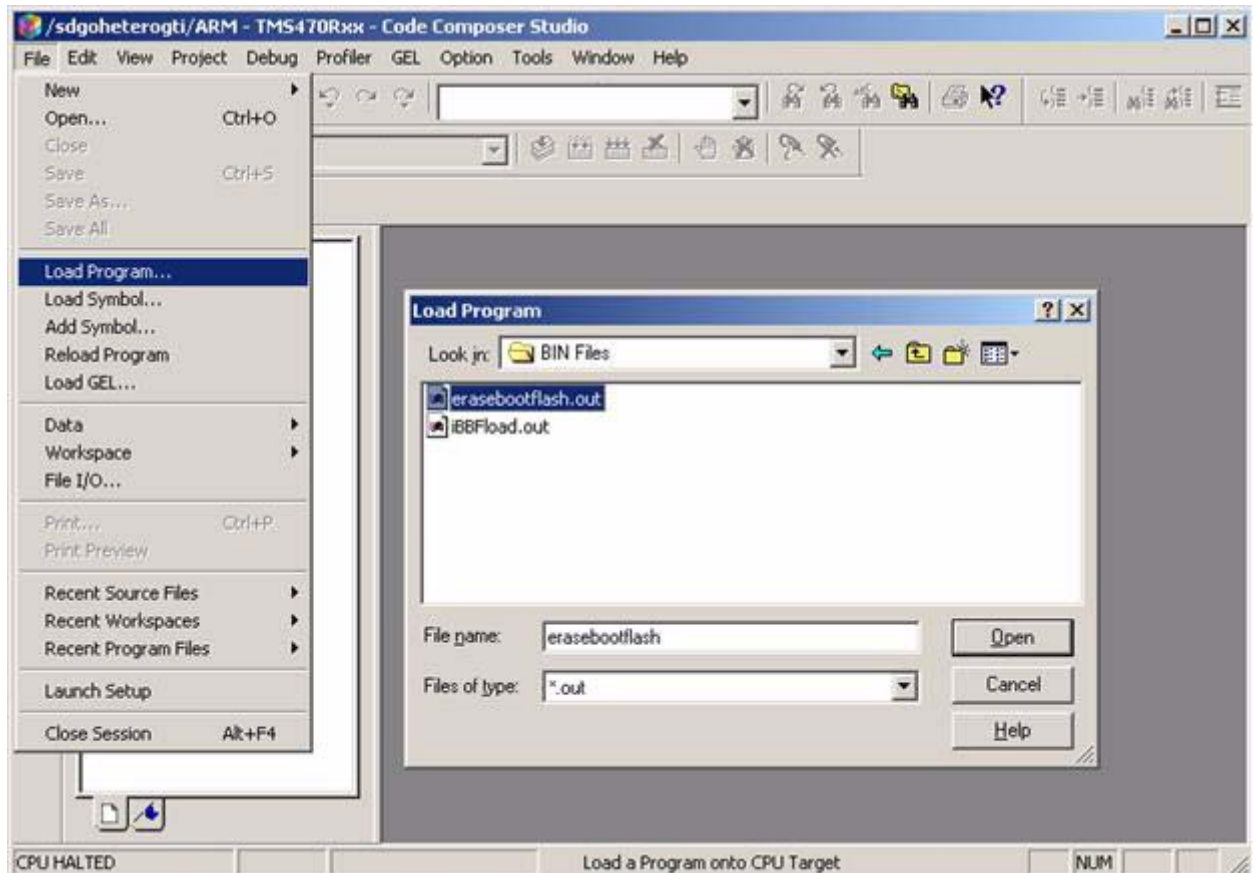 /sdgoheterogti/ARM - TMS470Rxx - Code Composer Studio
File Edit View Project Debug Profiler GEL Option Tools Window Help
New
Open... Ctrl+O
Close
Save Ctrl+S
Save As...
Save All
Load Program...
Load Symbol...
Add Symbol...
Reload Program
Load GEL...
Data
Workspace
File I/O...
Print... Ctrl+P
Print Preview
Recent Source Files
Recent Workspaces
Recent Program Files
Launch Setup
Close Session Alt+F4
Load Program
Look in: BIN Files
erasebootflash.out
iBBFload.out
File name: erasebootflash
Open
Files of type: *.out
Cancel
Help
CPU HALTED Load a Program onto CPU Target NUM